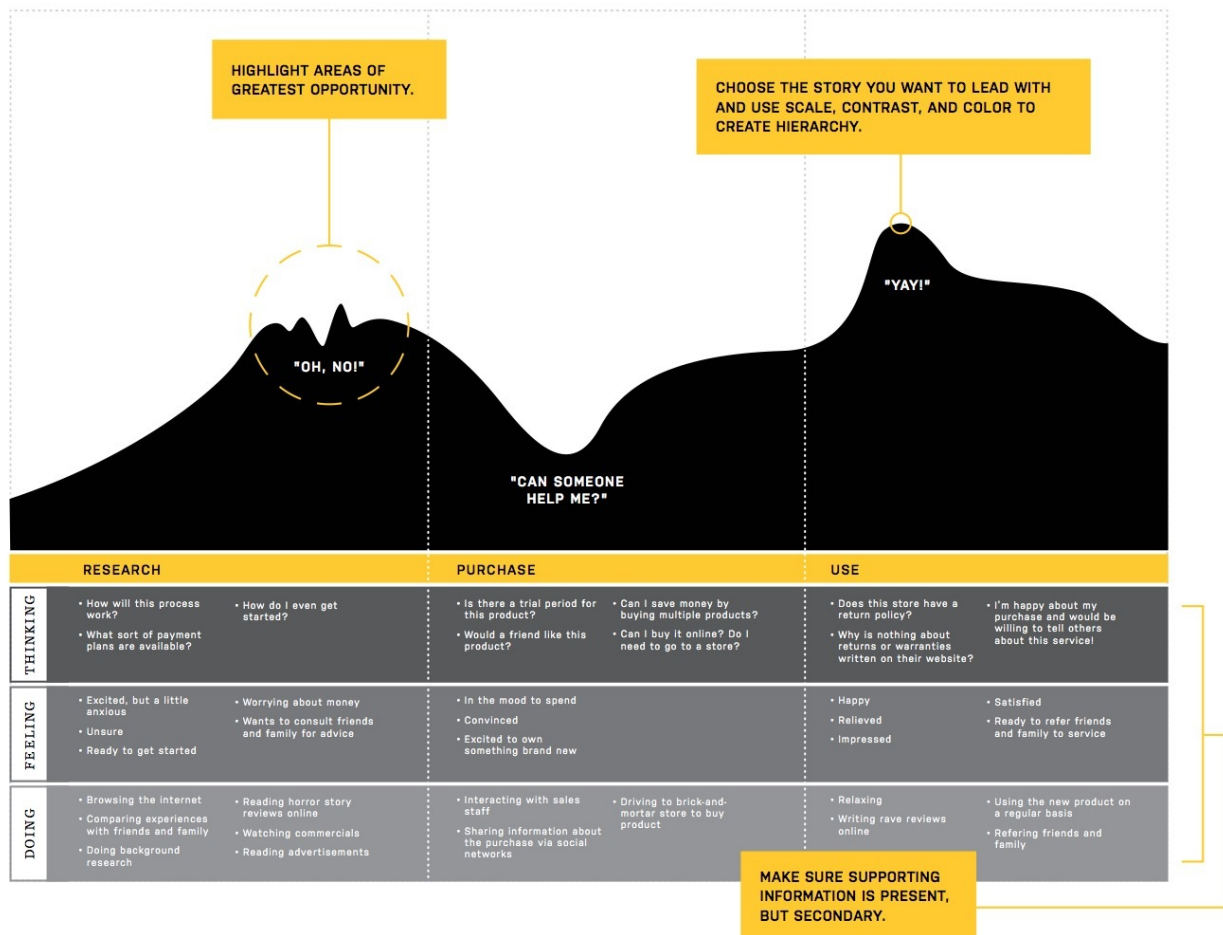 HIGHLIGHT AREAS OF
GREATEST OPPORTUNITY.
CHOOSE THE STORY YOU WANT TO LEAD WITH
AND USE SCALE, CONTRAST, AND COLOR TO
CREATE HIERARCHY.
"OH, NO!"
"CAN SOMEONE
HELP ME?"
"YAY!"
RESEARCH
PURCHASE
USE
THINKING
• How will this process
work?
• What sort of payment
plans are available?
• How do I even get
started?
• Is there a trial period for
this product?
• Would a friend like this
product?
• Can I save money by
buying multiple products?
• Can I buy it online? Do I
need to go to a store?
• Does this store have a
return policy?
• Why is nothing about
returns or warranties
written on their website?
• I'm happy about my
purchase and would be
willing to tell others
about this service!
FEELING
• Excited, but a little
anxious
• Unsure
• Ready to get started
• Worrying about money
• Wants to consult friends
and family for advice
• In the mood to spend
• Convinced
• Excited to own
something brand new
• Happy
• Relieved
• Impressed
• Satisfied
• Ready to refer friends
and family to service
DOING
• Browsing the internet
• Comparing experiences
with friends and family
• Doing background
research
• Reading horror story
reviews online
• Watching commercials
• Reading advertisements
• Interacting with sales
staff
• Sharing information about
the purchase via social
networks
• Driving to brick-and-
mortar store to buy
product
• Relaxing
• Writing rave reviews
online
• Using the new product on
a regular basis
• Refering friends and
family
MAKE SURE SUPPORTING
INFORMATION IS PRESENT,
BUT SECONDARY.